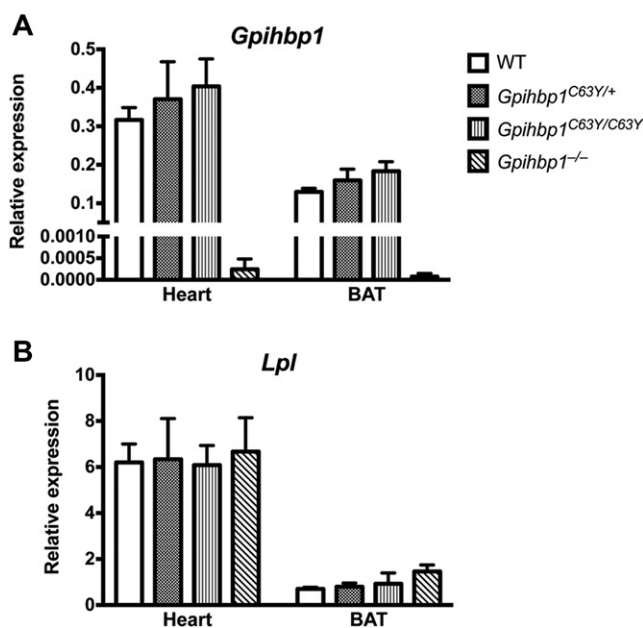 A
Gpihbp1
Relative expression
0.5
0.4
0.3
0.2
0.1
0.0010
0.0005
0.0000
Heart
BAT
WT
Gpihbp1C63Y/+
Gpihbp1C63Y/C63Y
Gpihbp1–/–
B
Lpl
Relative expression
10
8
6
4
2
0
Heart
BAT